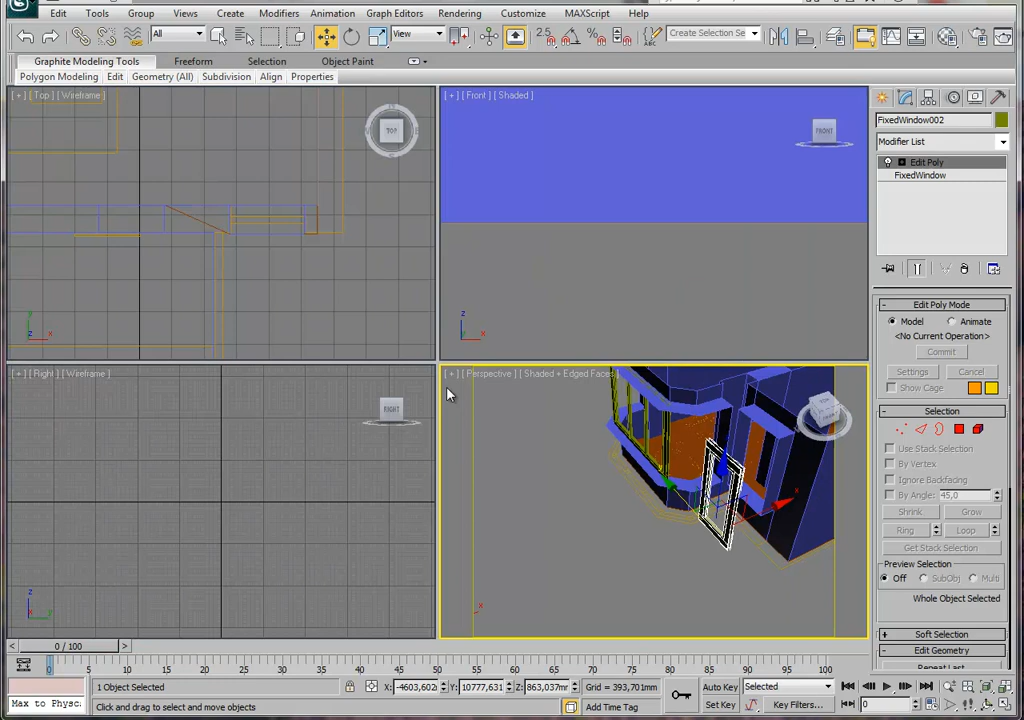 Edit Tools Group Views Create Modifiers Animation Graph Editors Rendering Customize MAXScript Help
All View 2.5 Create Selection Se
Graphite Modeling Tools Freeform Selection Object Paint
Polygon Modeling Edit Geometry (All) Subdivision Align Properties
[ + ] [ Top ] [ Wireframe ]
TOP
[ + ] [ Front ] [ Shaded ]
FRONT
FixedWindow002
Modifier List
Edit Poly
FixedWindow
z x
z x
[ + ] [ Right ] [ Wireframe ]
RIGHT
z y
[ + ] [ Perspective ] [ Shaded + Edged Faces ]
TOP
FRONT
x
x
- Edit Poly Mode
Model Animate
<No Current Operation>
Commit
Settings Cancel
Show Cage
- Selection
Use Stack Selection
By Vertex
Ignore Backfacing
By Angle: 45,0
Shrink Grow
Ring Loop
Get Stack Selection
Preview Selection
Off SubObj Multi
Whole Object Selected
+ Soft Selection
- Edit Geometry
Repeat Last
< 0 / 100 >
0 5 10 15 20 25 30 35 40 45 50 55 60 65 70 75 80 85 90 95 100
1 Object Selected X: -4603,602 Y: 10777,631 Z: 863,037mr Grid = 393,701mm Auto Key Selected
Max to Physc Click and drag to select and move objects Add Time Tag Set Key Key Filters... 0